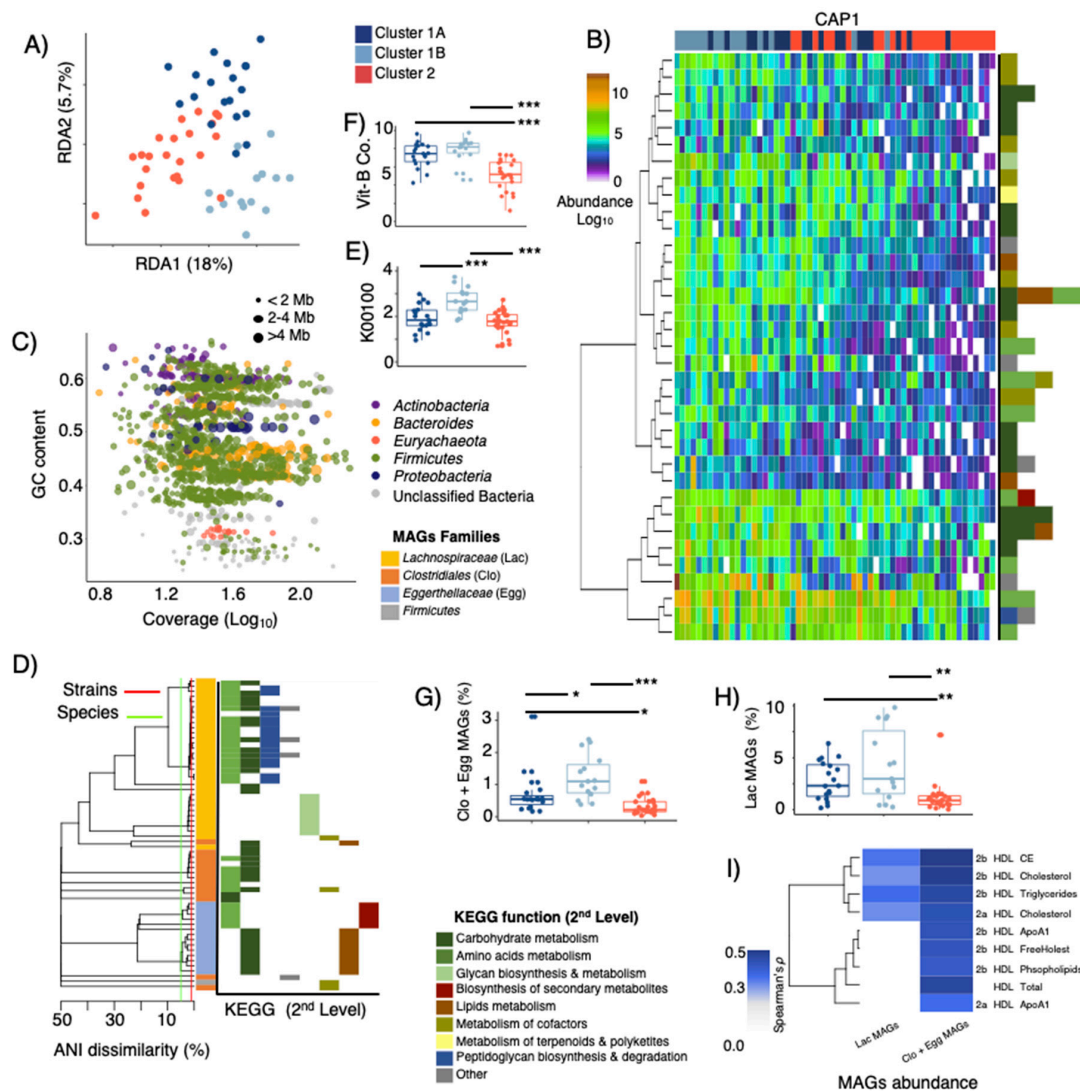 A)
RDA2 (5.7%)
RDA1 (18%)
Cluster 1A
Cluster 1B
Cluster 2
B)
CAP1
10
5
0
Abundance
Log10
F)
***
***
Vit-B Co.
10
5
0
E)
***
***
K00100
4
2
0
C)
< 2 Mb
2-4 Mb
>4 Mb
GC content
0.6
0.5
0.4
0.3
0.8
1.2
1.6
2.0
Coverage (Log10)
Actinobacteria
Bacteroides
Euryachaeota
Firmicutes
Proteobacteria
Unclassified Bacteria
MAGs Families
Lachnospiraceae (Lac)
Clostridiales (Clo)
Eggerthellaceae (Egg)
Firmicutes
D)
Strains
Species
50
30
10
ANI dissimilarity (%)
KEGG (2nd Level)
G)
*
***
*
Clo + Egg MAGs (%)
3
2
1
0
H)
**
**
Lac MAGs (%)
10
5
0
KEGG function (2nd Level)
Carbohydrate metabolism
Amino acids metabolism
Glycan biosynthesis & metabolism
Biosynthesis of secondary metabolites
Lipids metabolism
Metabolism of cofactors
Metabolism of terpenoids & polyketites
Peptidoglycan biosynthesis & degradation
Other
I)
2b HDL CE
2b HDL Cholesterol
2b HDL Triglycerides
2a HDL Cholesterol
2b HDL ApoA1
2b HDL FreeHolest
2b HDL Phsopolipids
HDL Total
2a HDL ApoA1
0.5
0.3
0.0
Spearman's ρ
Lac MAGs
Clo + Egg MAGs
MAGs abundance